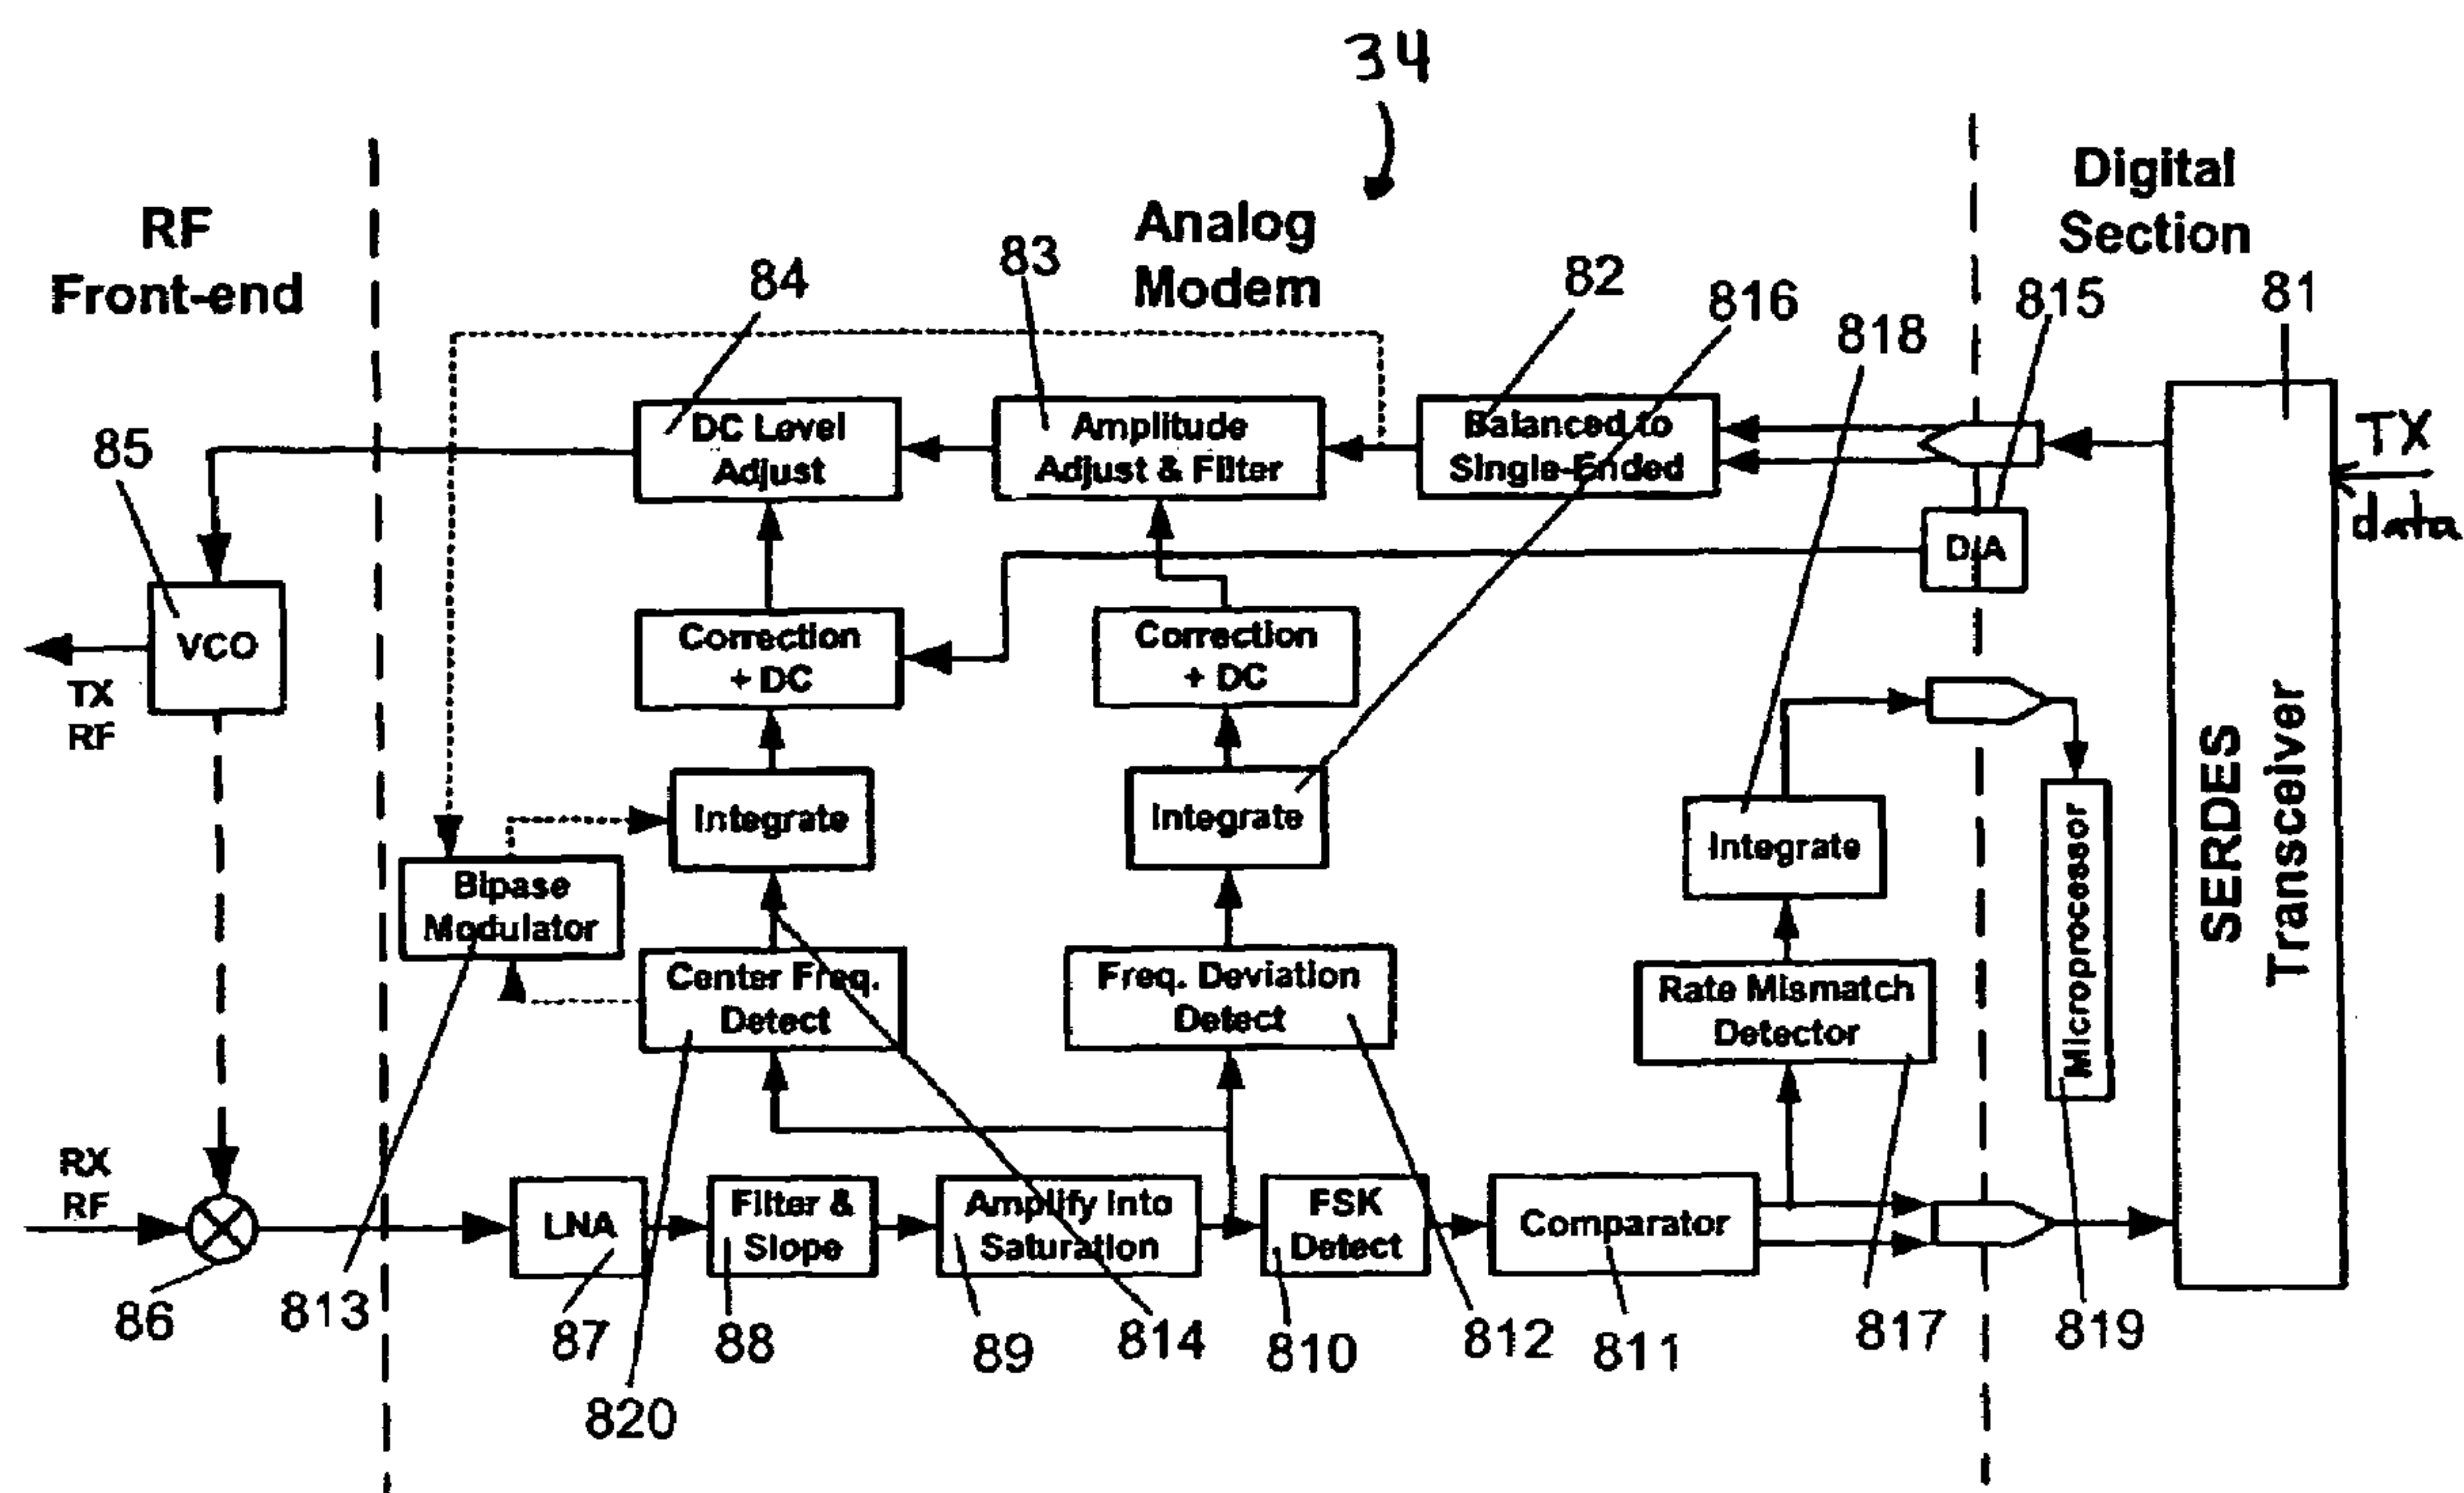 34
RF
Front-end
Analog
Modem
Digital
Section
84
83
82
816
818
815
81
85
DC Level
Adjust
Amplitude
Adjust & Filter
Balanced to
Single-Ended
TX
data
D/A
VCO
TX
RF
Correction
+ DC
Correction
+ DC
Integrate
Integrate
Integrate
Microprocessor
SERDES
Transceiver
Bipase
Modulator
Center Freq.
Detect
Freq. Deviation
Detect
Rate Mismatch
Detector
RX
RF
LNA
Filter &
Slope
Amplify Into
Saturation
FSK
Detect
Comparator
86
813
87
88
89
814
810
812
811
817
819
820